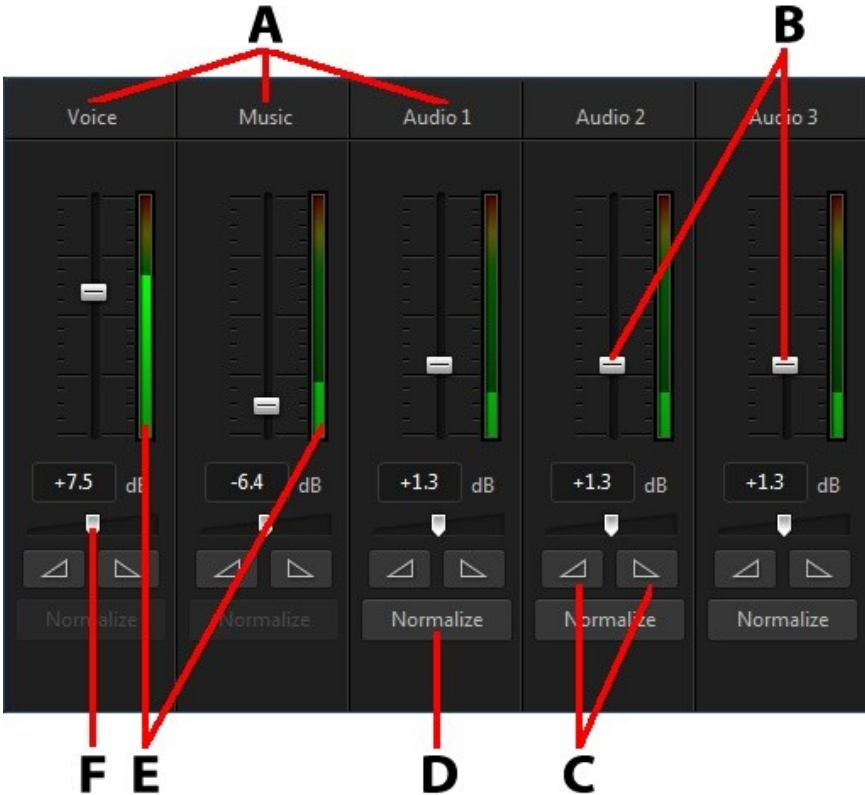 A B
Voice Music Audio 1 Audio 2 Audio 3
+7.5 dB -6.4 dB +1.3 dB +1.3 dB +1.3 dB
Normalize Normalize Normalize Normalize Normalize
F E D C